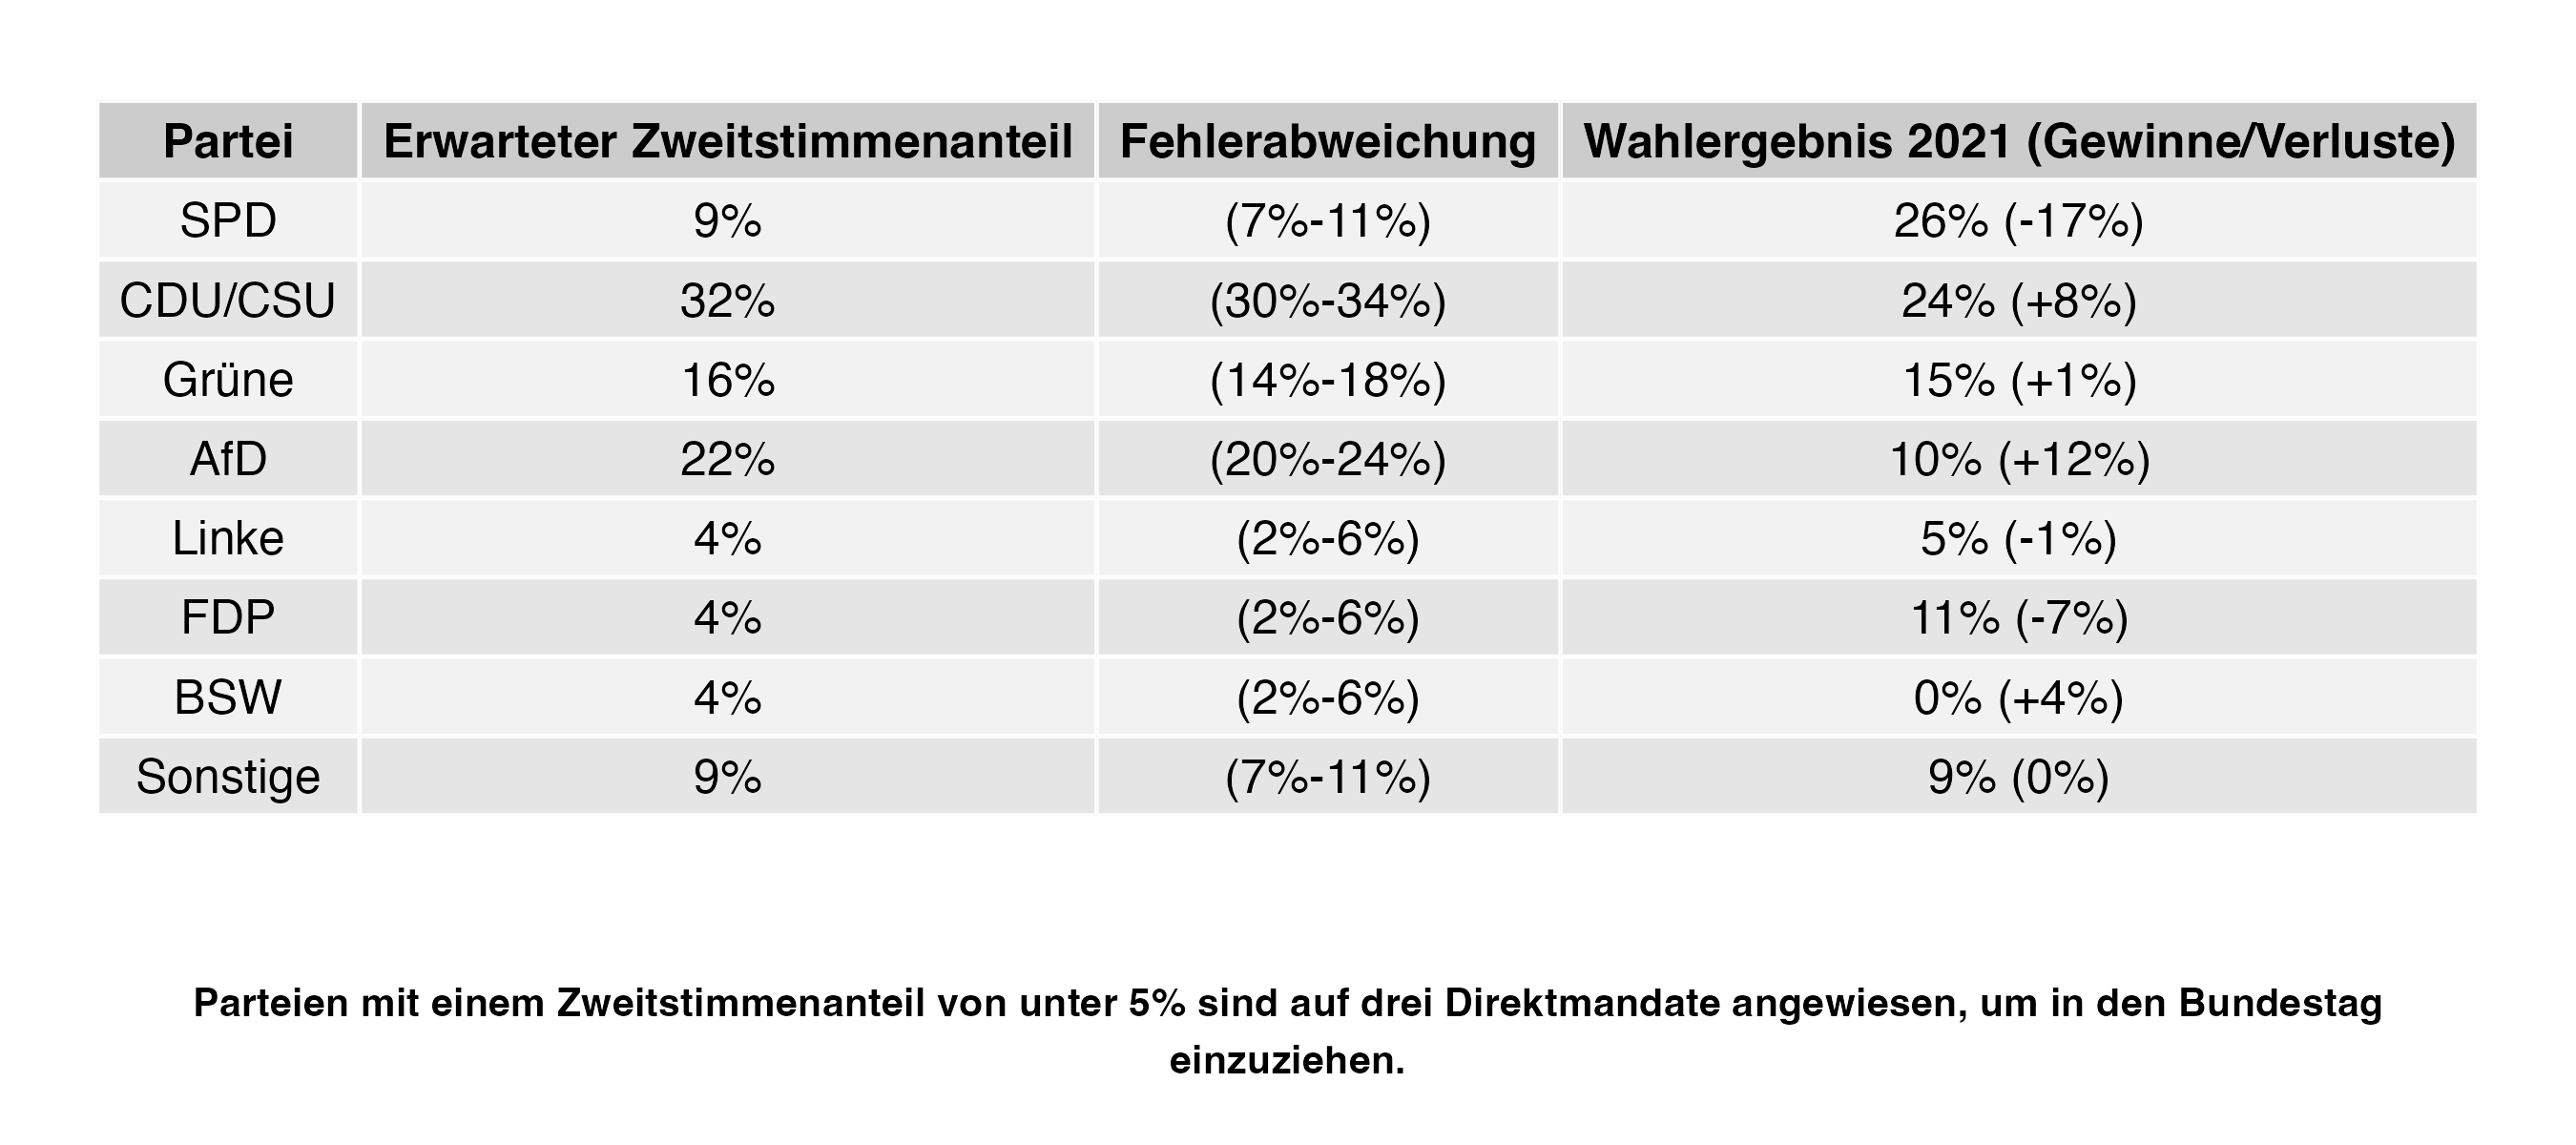 Partei Erwarteter Zweitstimmenanteil Fehlerabweichung Wahlergebnis 2021 (Gewinne/Verluste)
SPD 9% (7%-11%) 26% (-17%)
CDU/CSU 32% (30%-34%) 24% (+8%)
Grüne 16% (14%-18%) 15% (+1%)
AfD 22% (20%-24%) 10% (+12%)
Linke 4% (2%-6%) 5% (-1%)
FDP 4% (2%-6%) 11% (-7%)
BSW 4% (2%-6%) 0% (+4%)
Sonstige 9% (7%-11%) 9% (0%)
Parteien mit einem Zweitstimmenanteil von unter 5% sind auf drei Direktmandate angewiesen, um in den Bundestag
einzuziehen.